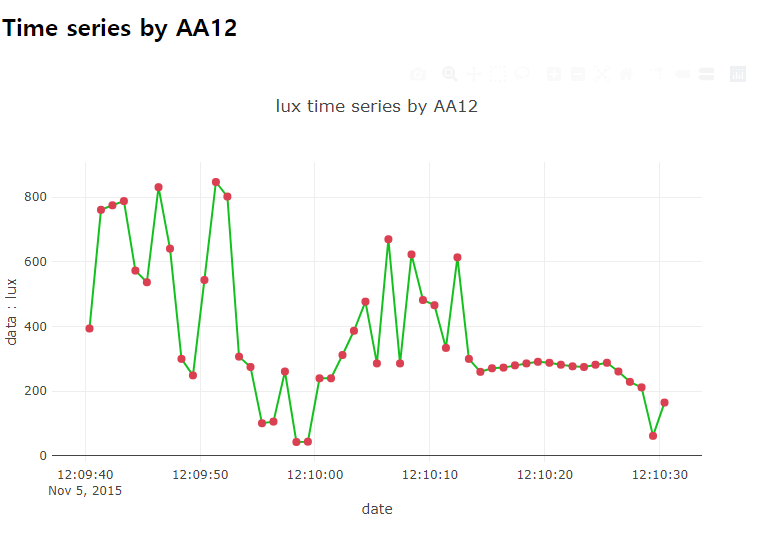 Time series by AA12
lux time series by AA12
800
600
400
200
0
data : lux
12:09:40
Nov 5, 2015
12:09:50
12:10:00
12:10:10
12:10:20
12:10:30
date